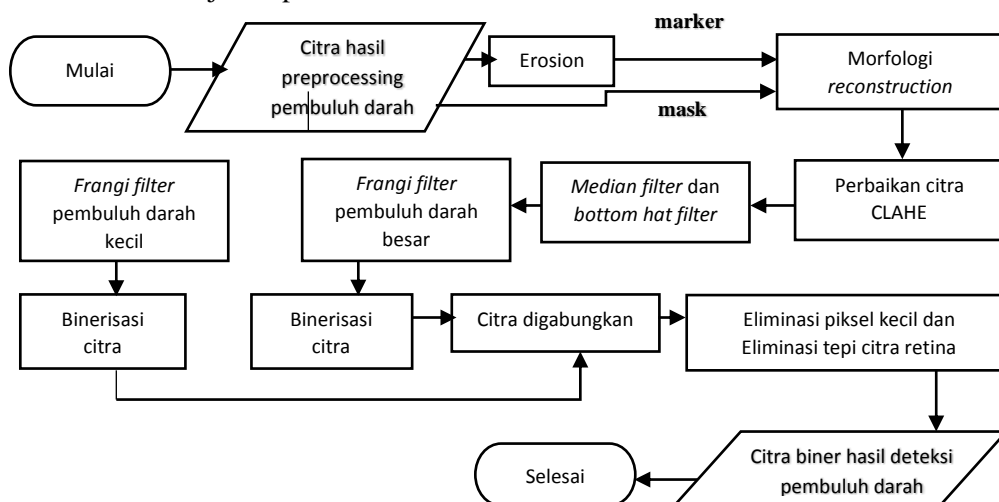 marker
Mulai
Citra hasil
preprocessing
pembuluh darah
Erosion
mask
Morfologi
reconstruction
Frangi filter
pembuluh darah
kecil
Frangi filter
pembuluh darah
besar
Median filter dan
bottom hat filter
Perbaikan citra
CLAHE
Binerisasi
citra
Binerisasi
citra
Citra digabungkan
Eliminasi piksel kecil dan
Eliminasi tepi citra retina
Selesai
Citra biner hasil deteksi
pembuluh darah